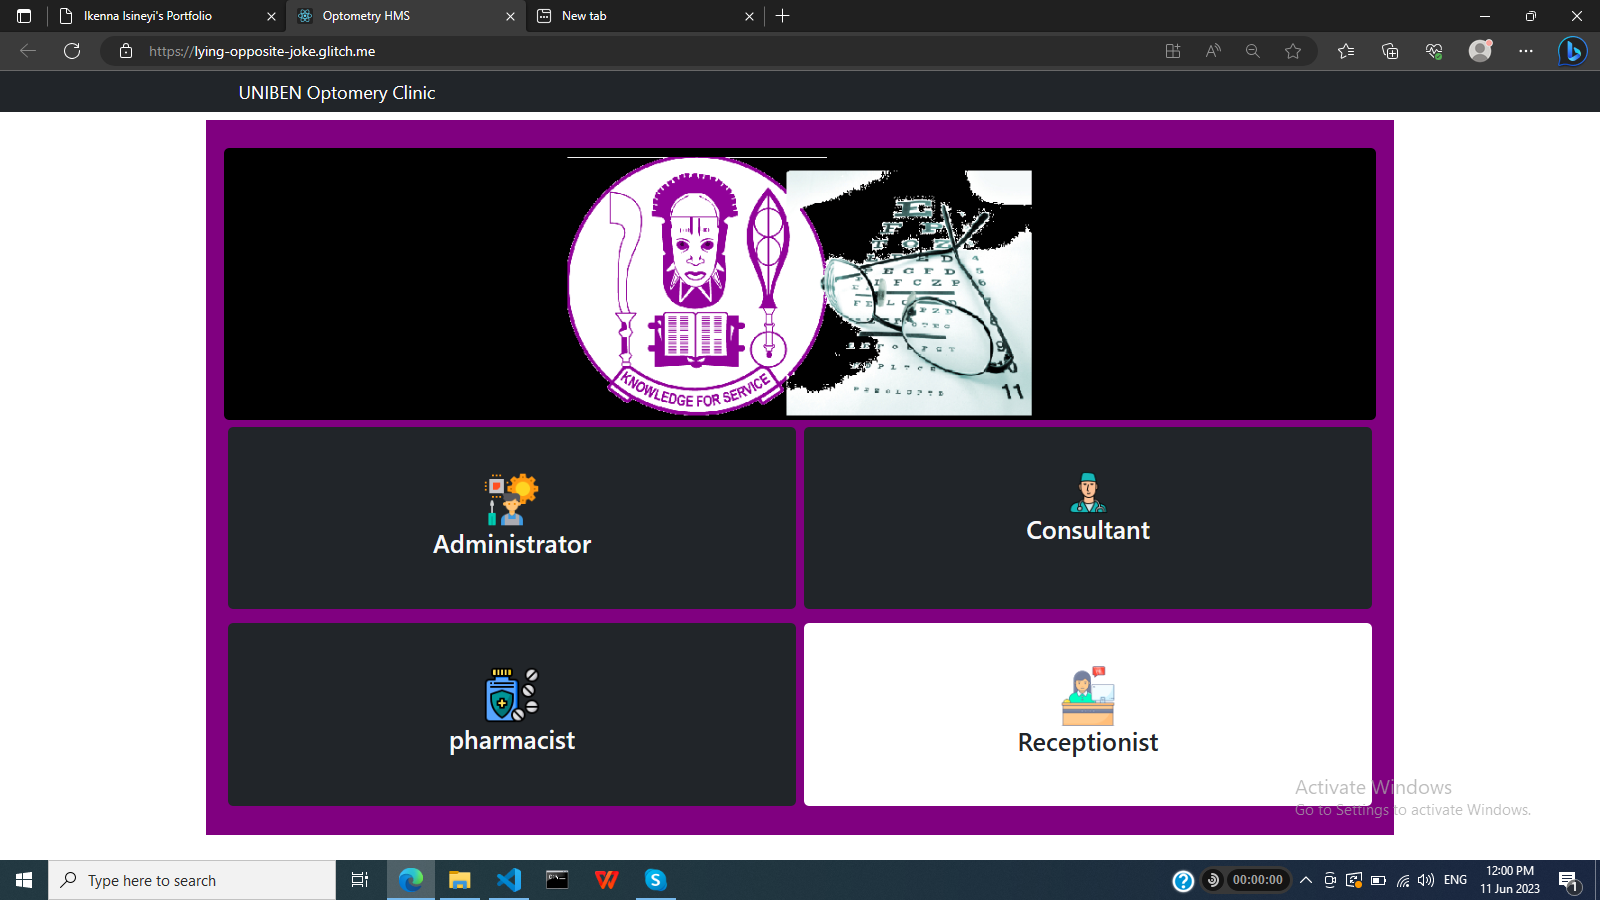 Ikenna Isineyi's Portfolio
Optometry HMS
New tab
https://lying-opposite-joke.glitch.me
UNIBEN Optomery Clinic
KNOWLEDGE FOR SERVICE
E
11
Administrator
Consultant
pharmacist
Receptionist
Activate Windows
Go to Settings to activate Windows.
Type here to search
00:00:00
ENG
12:00 PM
11 Jun 2023
1